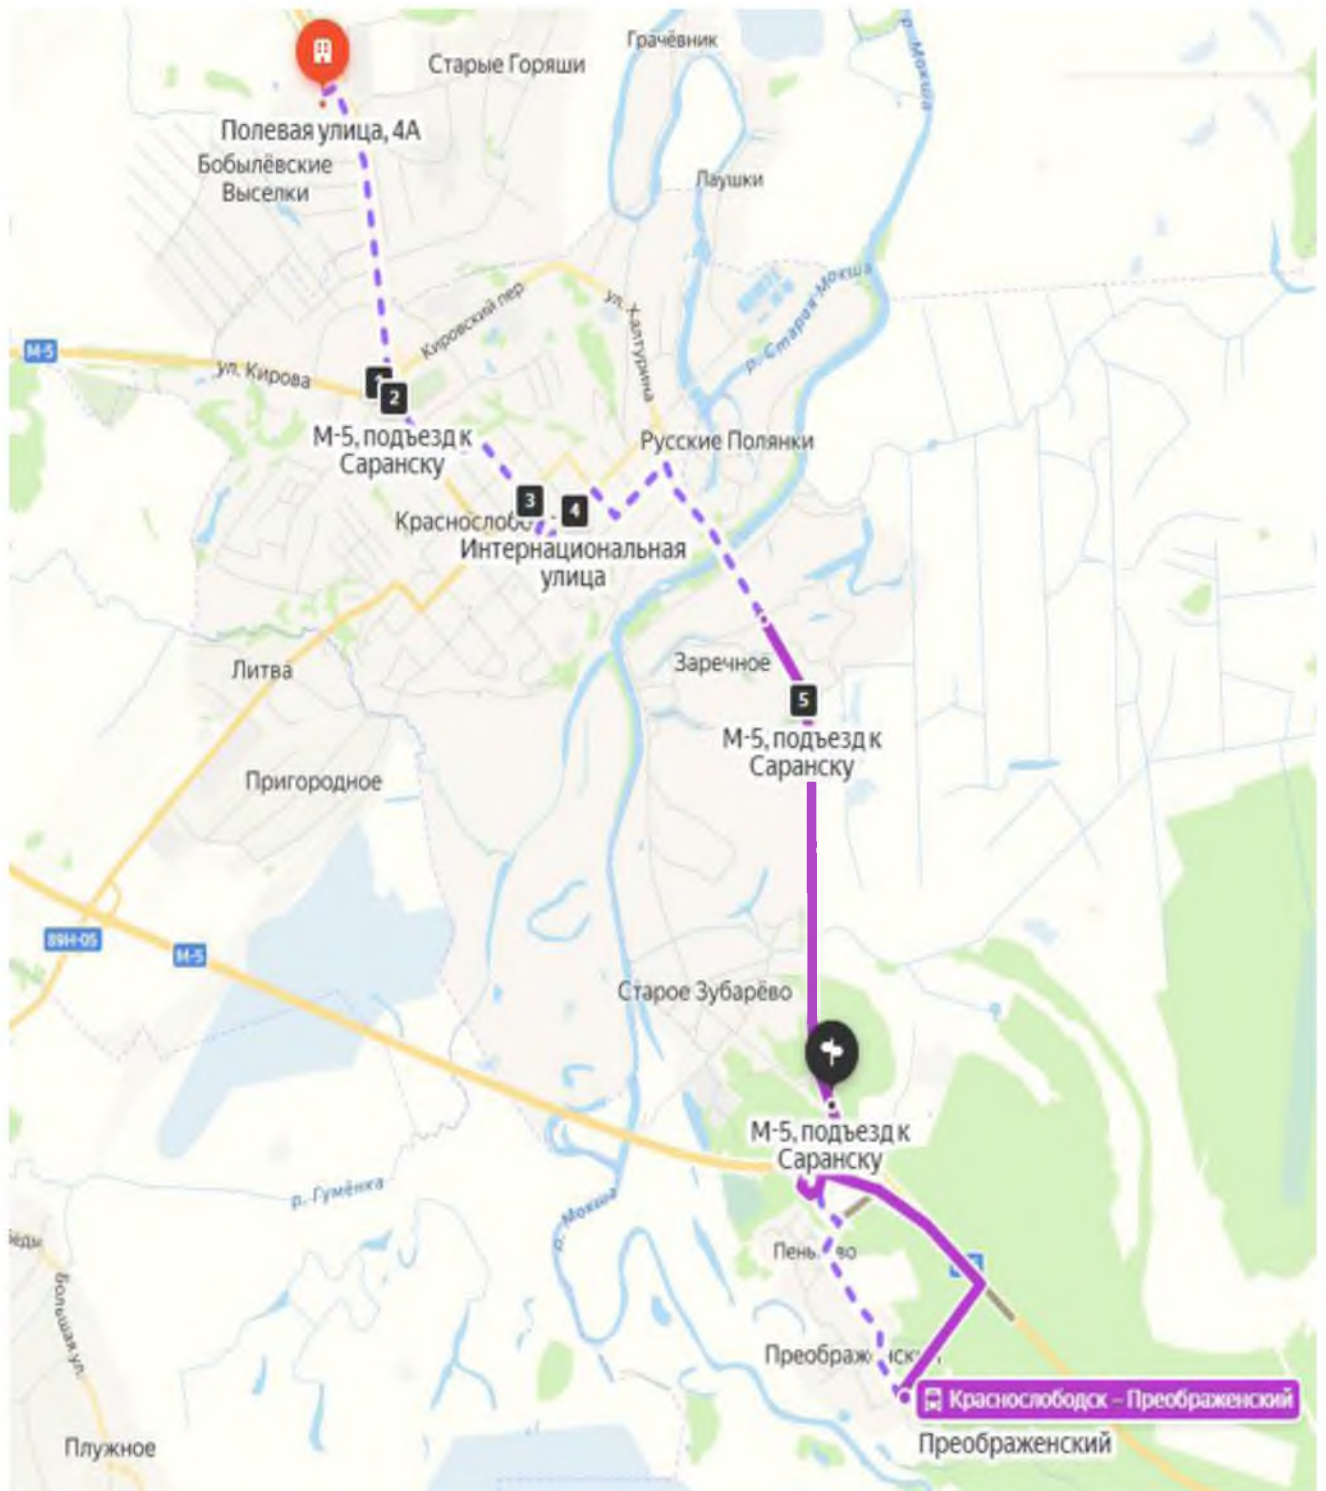 Грачёвник
Старые Горяши
р. Мокша
Полевая улица, 4А
Бобылёвские
Выселки
Лаушки
р. Старая Мокша
Кировский пер
ул. Халтурина
М-5
ул. Кирова
2
М-5, подъезд к
Саранску
Русские Полянки
3
4
Интернациональная
улица
Литва
Заречное
5
М-5, подъезд к
Саранску
Пригородное
89Н-05
М-5
Старое Зубарёво
М-5, подъезд к
Саранску
р. Гумёнка
р. Мокша
Большая ул.
Краснослободск – Преображенский
Преображенский
Плужное